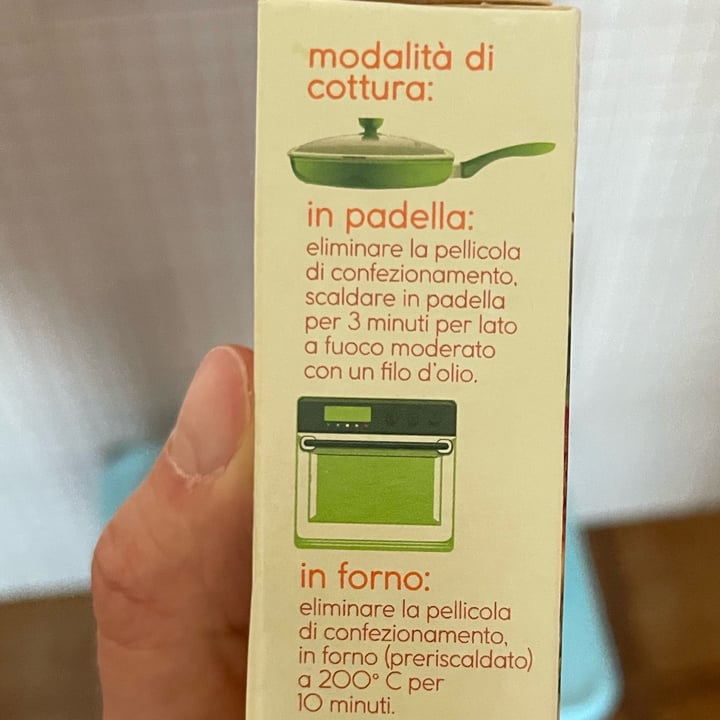 modalità di
cottura:
in padella:
eliminare la pellicola
di confezionamento,
scaldare in padella
per 3 minuti per lato
a fuoco moderato
con un filo d'olio.
in forno:
eliminare la pellicola
di confezionamento,
in forno (preriscaldato)
a 200° C per
10 minuti.